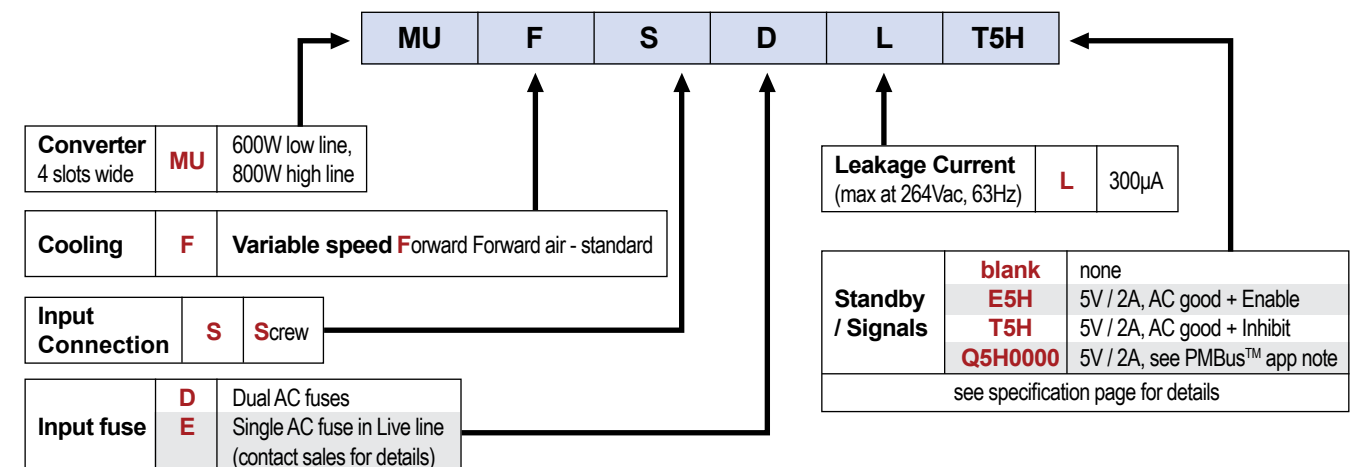 MU F S D L T5H
Converter
4 slots wide
MU
600W low line,
800W high line
Cooling
F
Variable speed Forward Forward air - standard
Input
Connection
S
Screw
Input fuse
D
Dual AC fuses
E
Single AC fuse in Live line
(contact sales for details)
Leakage Current
(max at 264Vac, 63Hz)
L
300µA
Standby
/ Signals
blank
none
E5H
5V / 2A, AC good + Enable
T5H
5V / 2A, AC good + Inhibit
Q5H0000
5V / 2A, see PMBus™ app note
see specification page for details